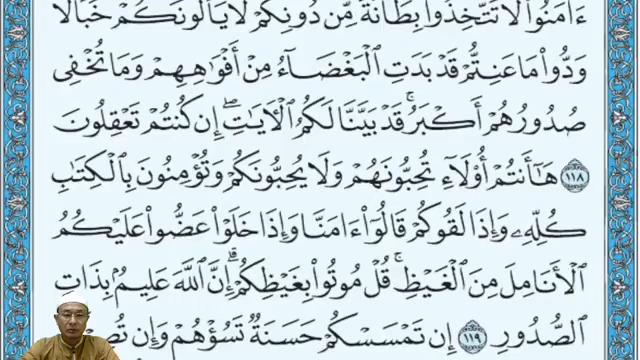 ءَامَنُوا۟ لَا تَتَّخِذُوا۟ بِطَانَةً مِّن دُونِكُمْ لَا يَأْلُونَكُمْ خَبَالًا
وَدُّوا۟ مَا عَنِتُّمْ قَدْ بَدَتِ ٱلْبَغْضَآءُ مِنْ أَفْوَٰهِهِمْ وَمَا تُخْفِى
صُدُورُهُمْ أَكْبَرُ ۚ قَدْ بَيَّنَّا لَكُمُ ٱلْـَٔايَٰتِ ۖ إِن كُنتُمْ تَعْقِلُونَ
١١٨ هَٰٓأَنتُمْ أُو۟لَآءِ تُحِبُّونَهُمْ وَلَا يُحِبُّونَكُمْ وَتُؤْمِنُونَ بِٱلْكِتَٰبِ
كُلِّهِۦ وَإِذَا لَقُوكُمْ قَالُوٓا۟ ءَامَنَّا وَإِذَا خَلَوْا۟ عَضُّوا۟ عَلَيْكُمُ
ٱلْأَنَامِلَ مِنَ ٱلْغَيْظِ ۚ قُلْ مُوتُوا۟ بِغَيْظِكُمْ ۗ إِنَّ ٱللَّهَ عَلِيمٌۢ بِذَاتِ
ٱلصُّدُورِ ١١٩ إِن تَمْسَسْكُمْ حَسَنَةٌ تَسُؤْهُمْ وَإِن